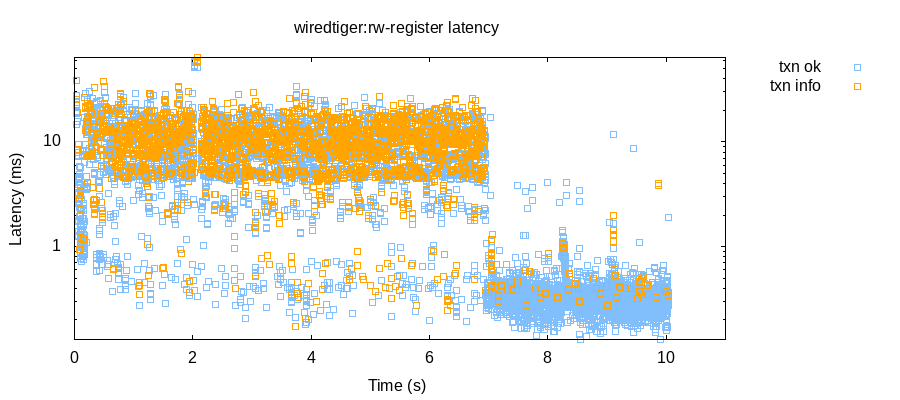 wiredtiger:rw-register latency
txn ok
txn info
10
1
Latency (ms)
0 2 4 6 8 10
Time (s)